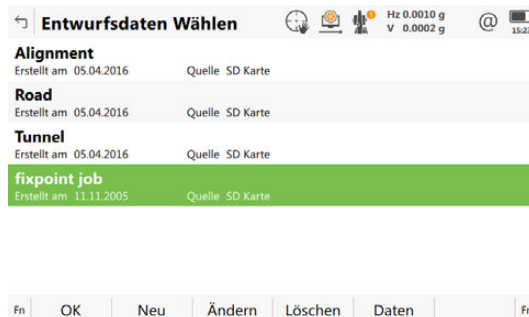 Entwurfsdaten Wählen
Hz 0.0010 g
V 0.0002 g
@
Alignment
Erstellt am 05.04.2016 Quelle SD Karte
Road
Erstellt am 05.04.2016 Quelle SD Karte
Tunnel
Erstellt am 05.04.2016 Quelle SD Karte
fixpoint job
Erstellt am 11.11.2005 Quelle SD Karte
Fn OK Neu Ändern Löschen Daten